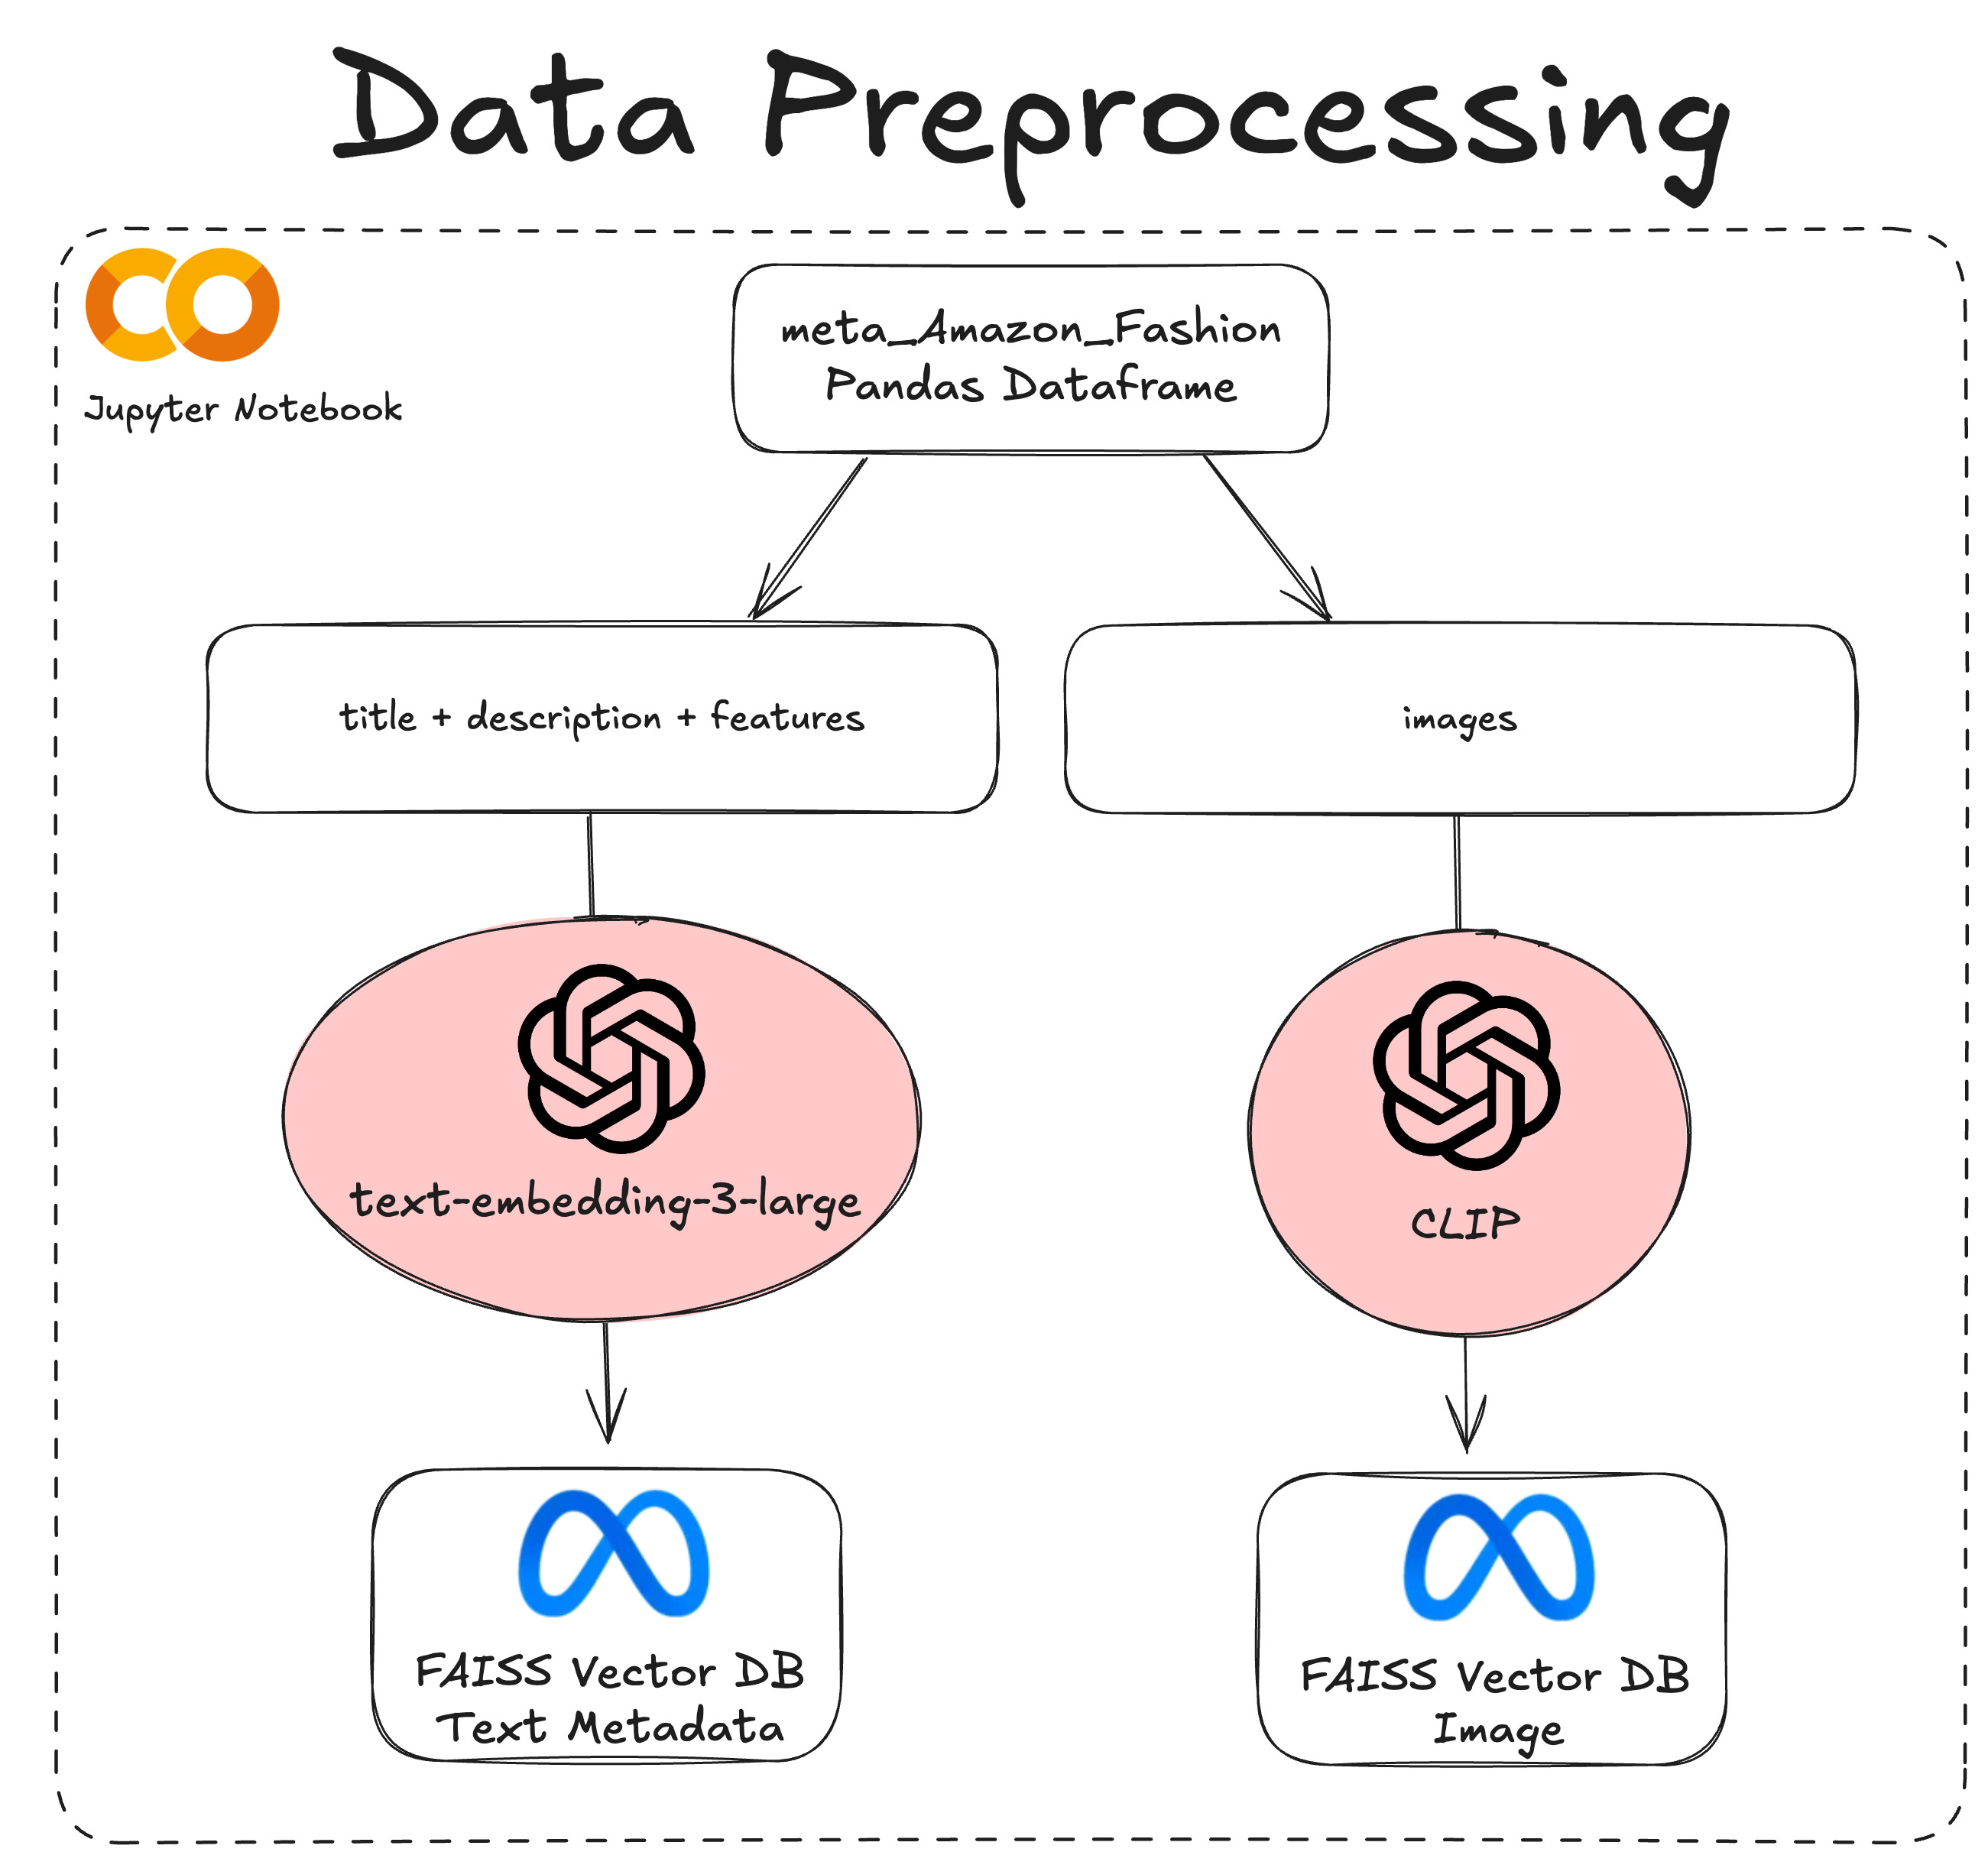 Data Preprocessing
Jupyter Notebook
meta_Amazon_Fashion
Pandas Dataframe
title + description + features
images
text-embedding-3-large
CLIP
FAISS Vector DB
Text Metadata
FAISS Vector DB
Image